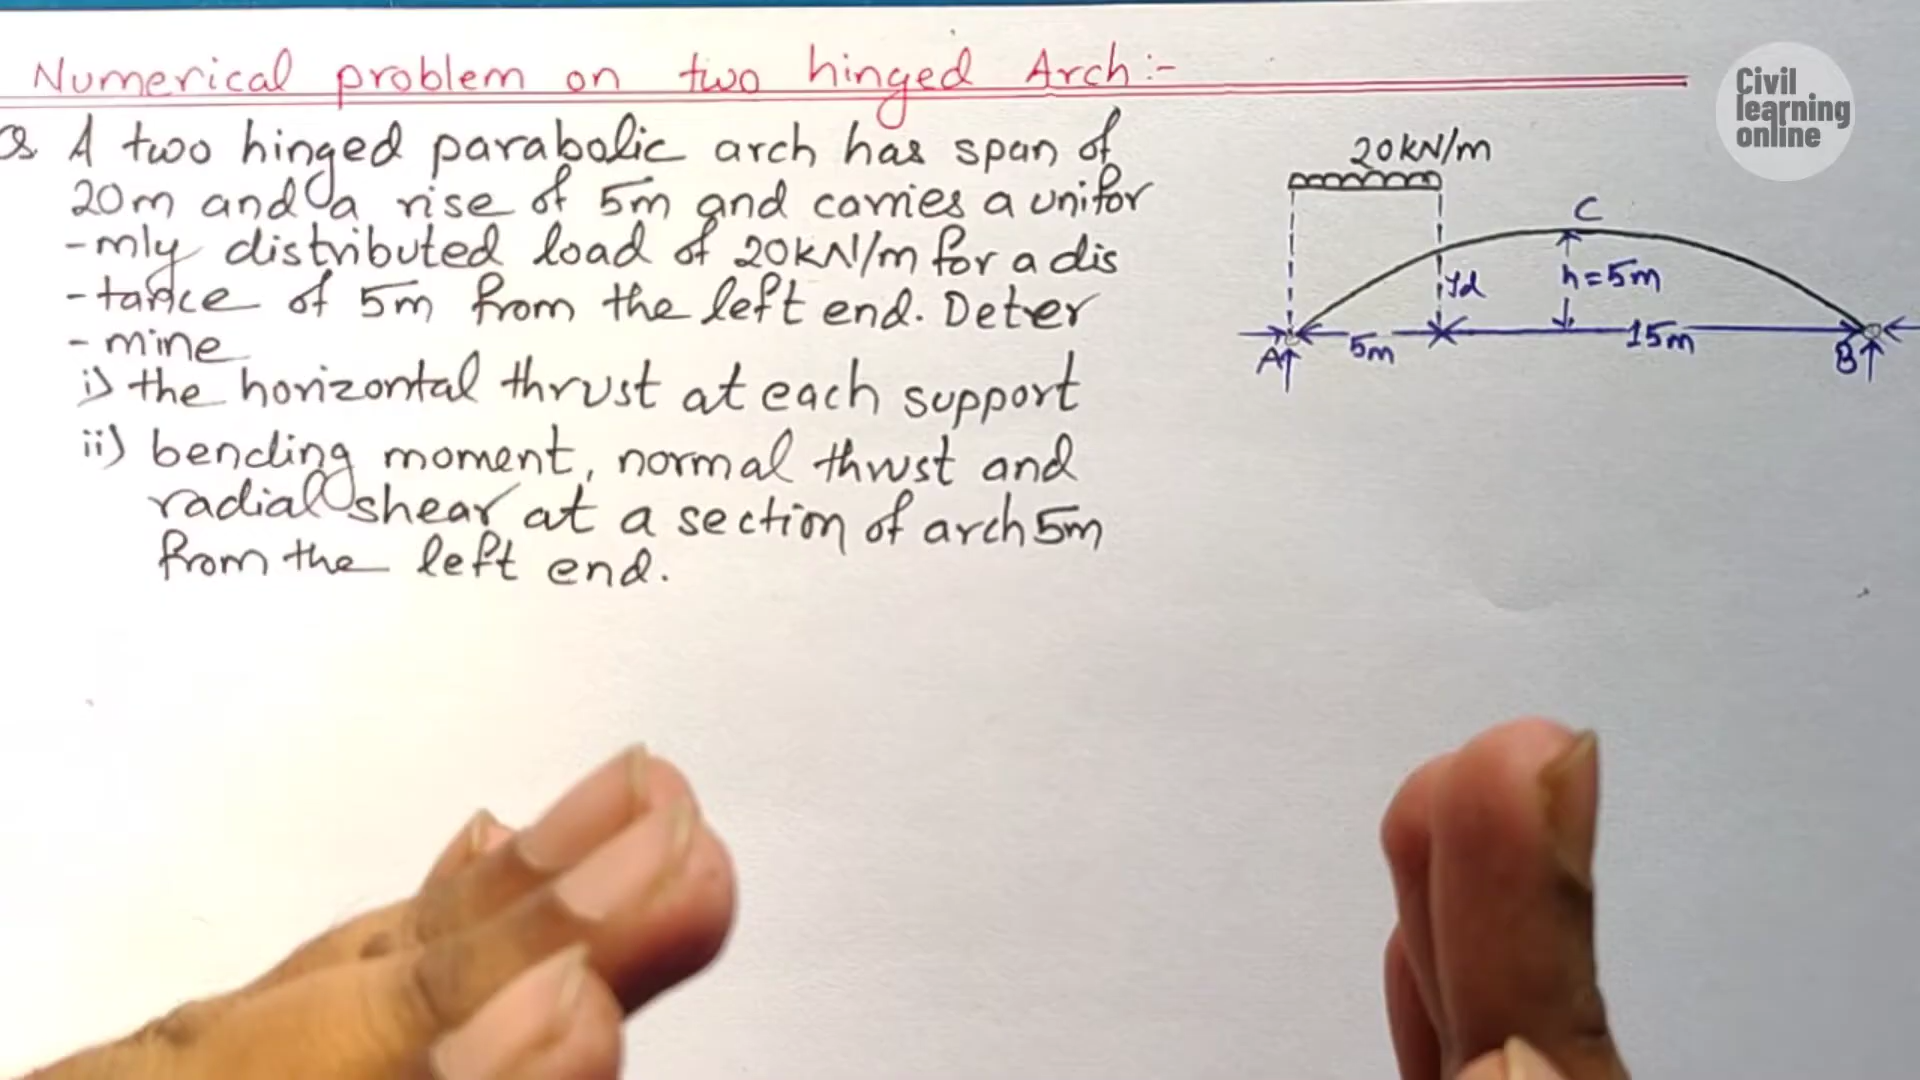 Numerical problem on two hinged Arch:-
Q. A two hinged parabolic arch has span of
20m and a rise of 5m and carries a unifor
-mly distributed load of 20kN/m for a dis
-tance of 5m from the left end. Deter
-mine
i) the horizontal thrust at each support
ii) bending moment, normal thrust and
radial shear at a section of arch 5m
from the left end.
20kN/m
C
yd
h=5m
A
5m
15m
B
Civil
learning
online